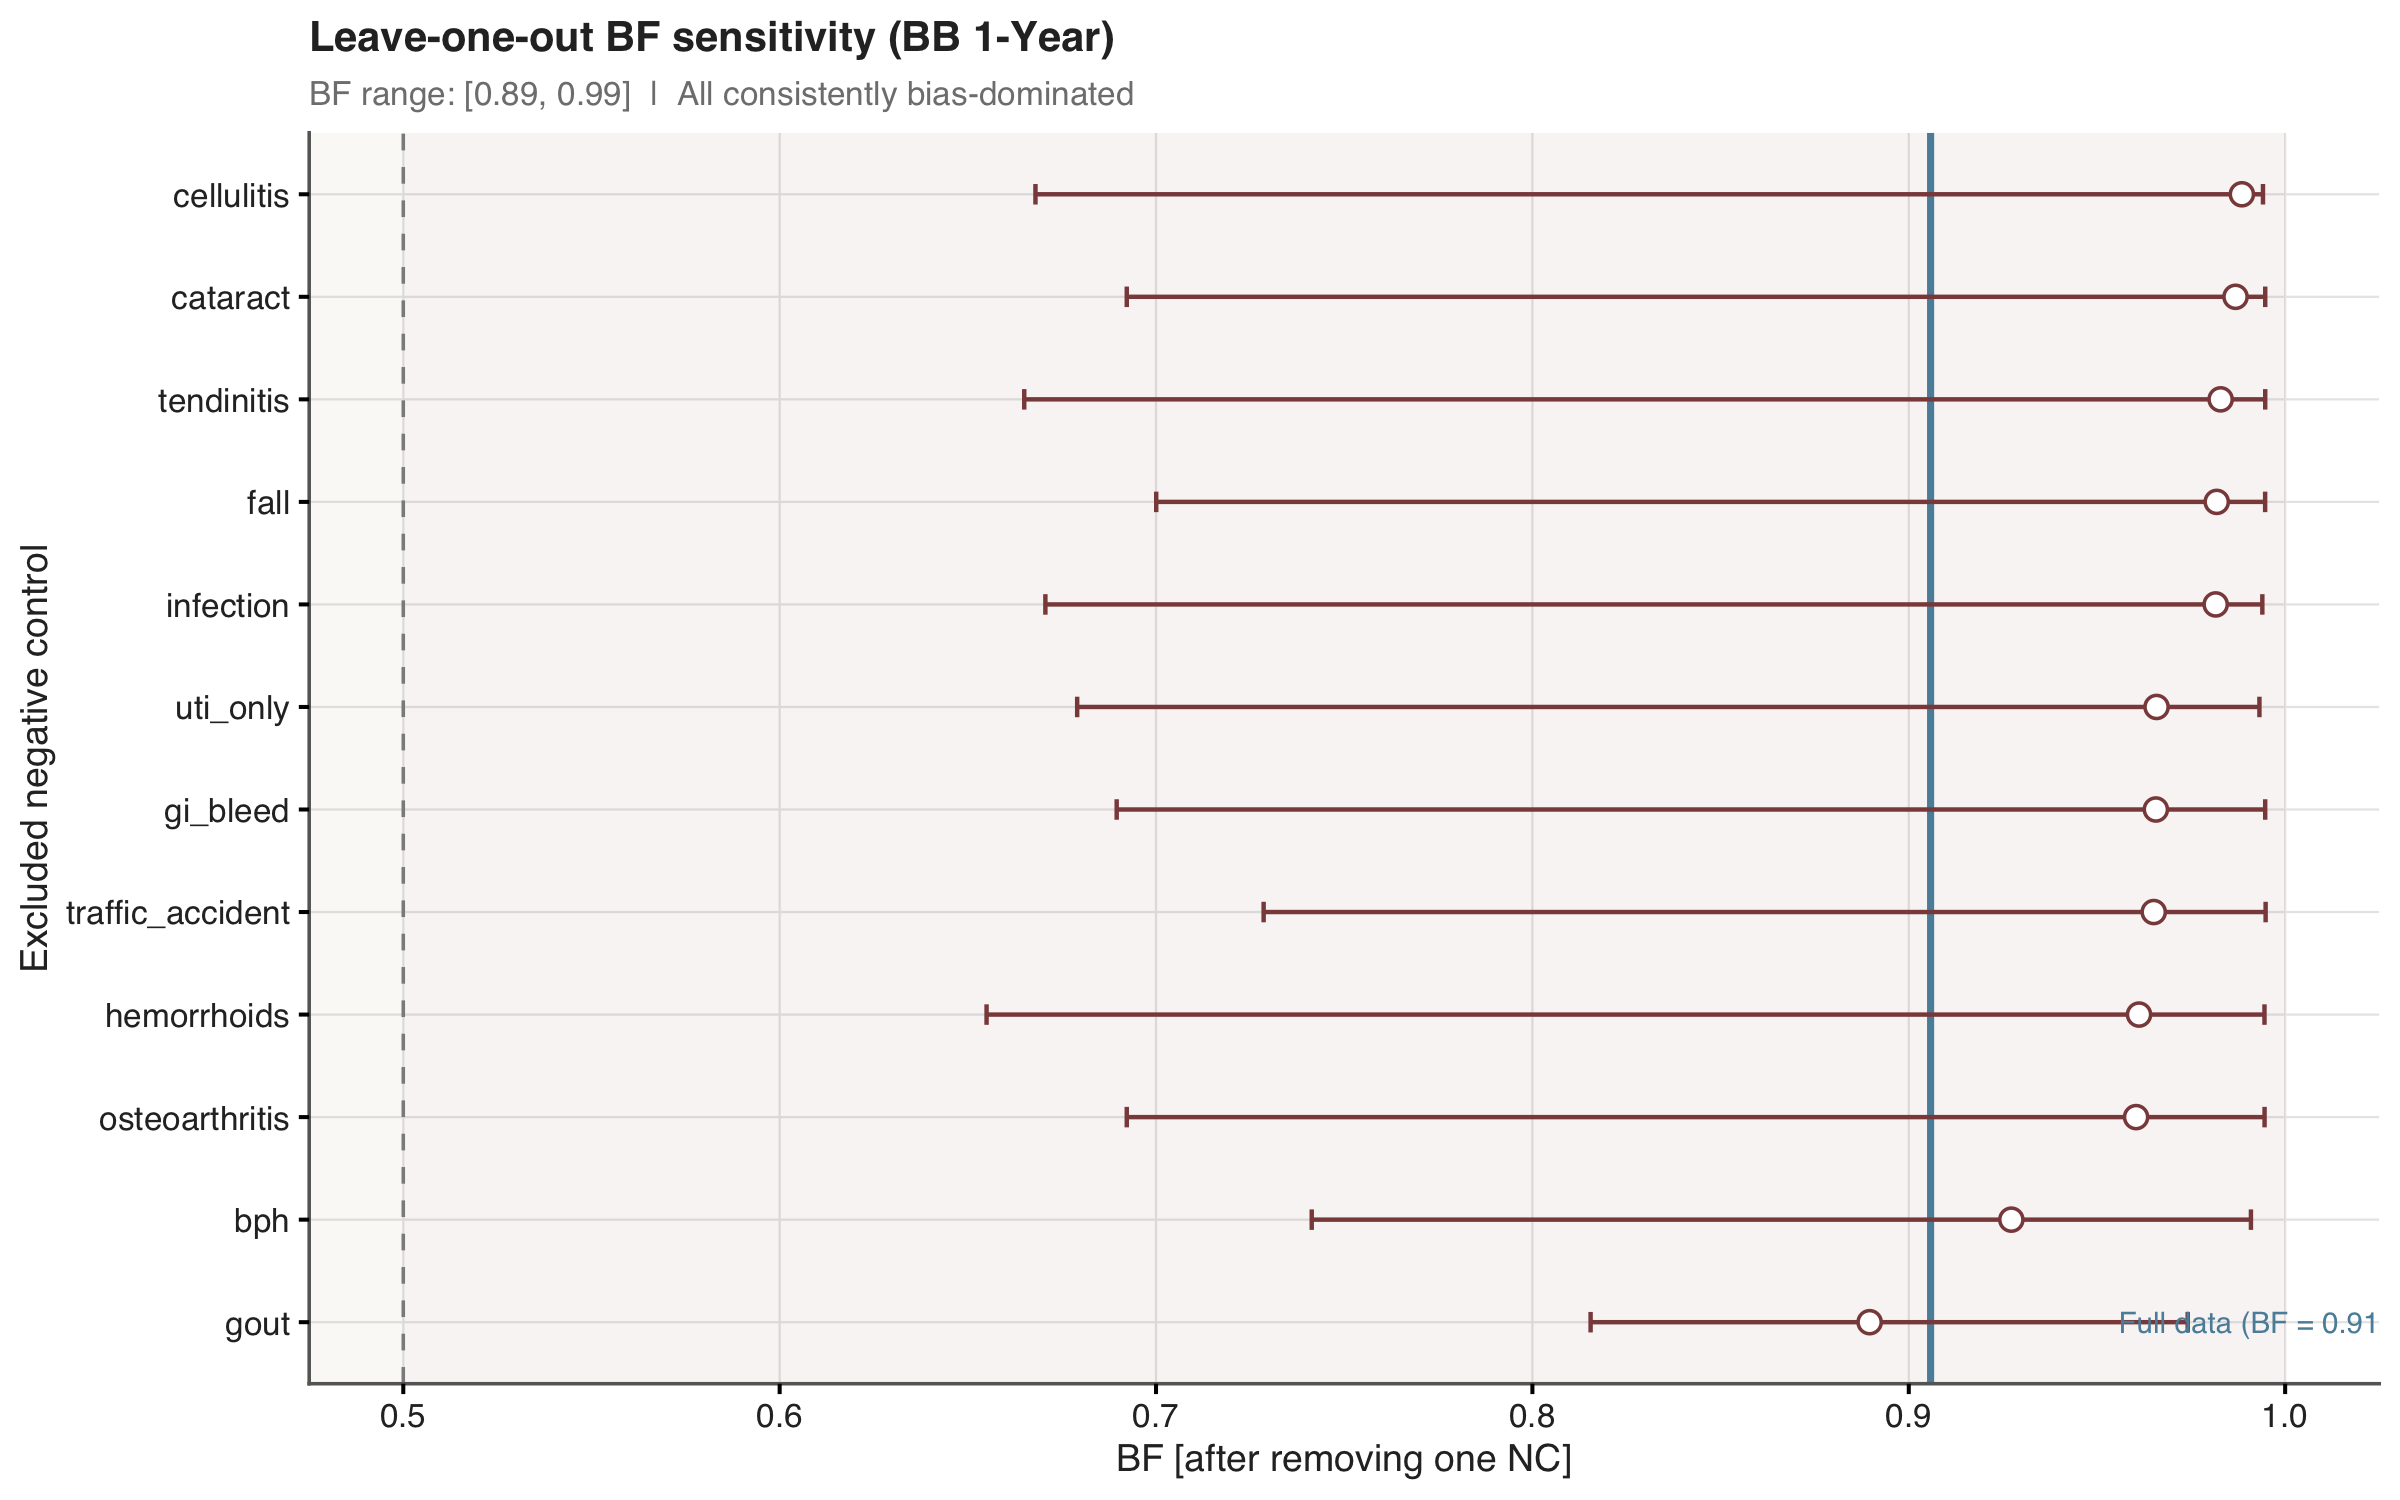 Leave-one-out BF sensitivity (BB 1-Year)
BF range: [0.89, 0.99] | All consistently bias-dominated
Excluded negative control
cellulitis
cataract
tendinitis
fall
infection
uti_only
gi_bleed
traffic_accident
hemorrhoids
osteoarthritis
bph
gout
Full data (BF = 0.91
0.5 0.6 0.7 0.8 0.9 1.0
BF [after removing one NC]